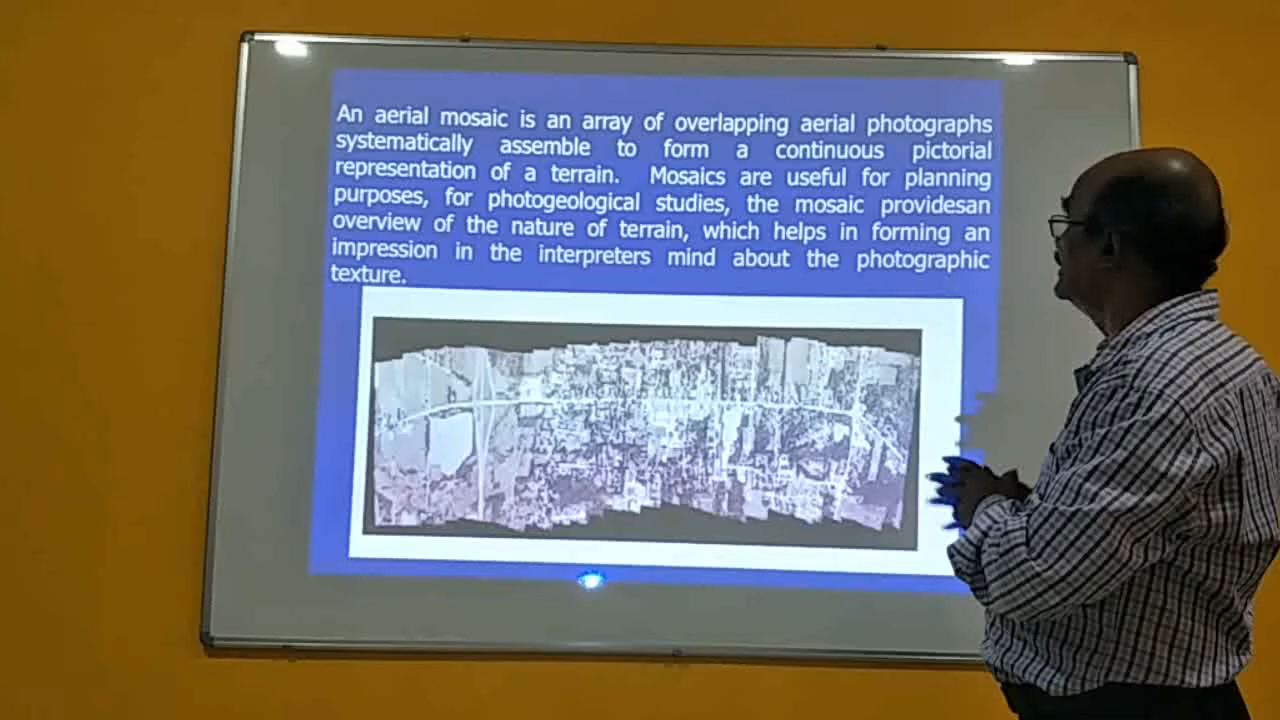 An aerial mosaic is an array of overlapping aerial photographs
systematically assemble to form a continuous pictorial
representation of a terrain. Mosaics are useful for planning
purposes, for photogeological studies, the mosaic providesan
overview of the nature of terrain, which helps in forming an
impression in the interpreters mind about the photographic
texture.